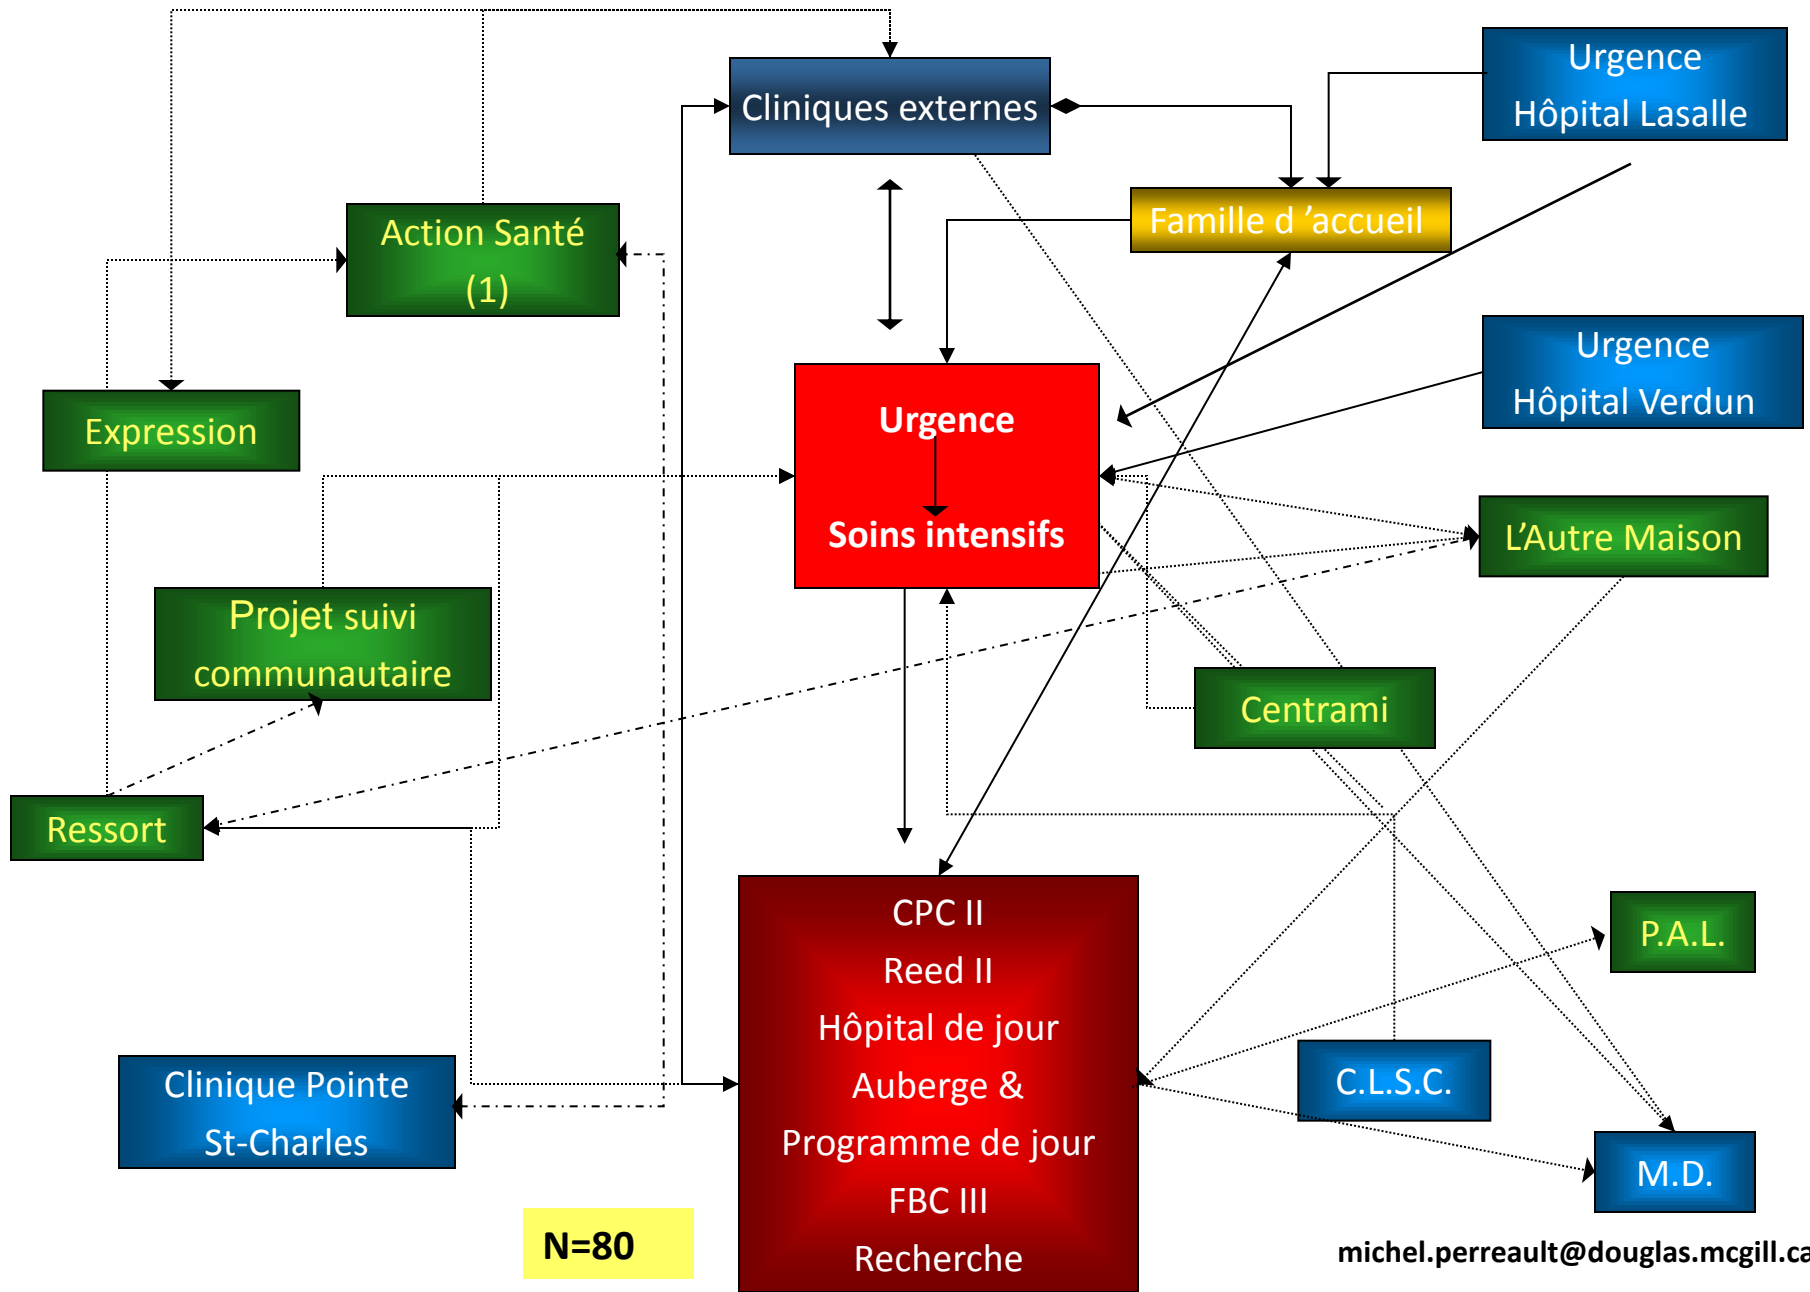 Cliniques externes
Urgence
Hôpital Lasalle
Action Santé
(1)
Famille d ’accueil
Urgence
Hôpital Verdun
Expression
Urgence
Soins intensifs
L’Autre Maison
Projet suivi
communautaire
Centrami
Ressort
CPC II
Reed II
Hôpital de jour
Auberge &
Programme de jour
FBC III
Recherche
P.A.L.
C.L.S.C.
Clinique Pointe
St-Charles
M.D.
N=80
michel.perreault@douglas.mcgill.ca